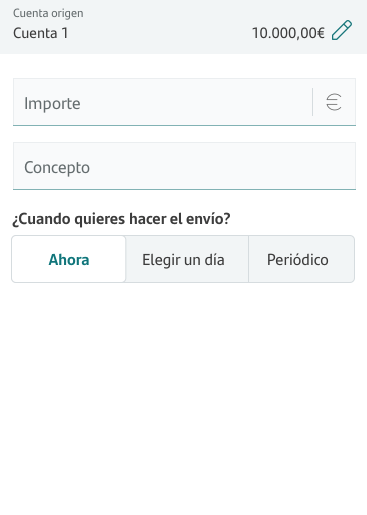 Cuenta origen
Cuenta 1 10.000,00€
Importe €
Concepto
¿Cuando quieres hacer el envío?
Ahora Elegir un día Periódico